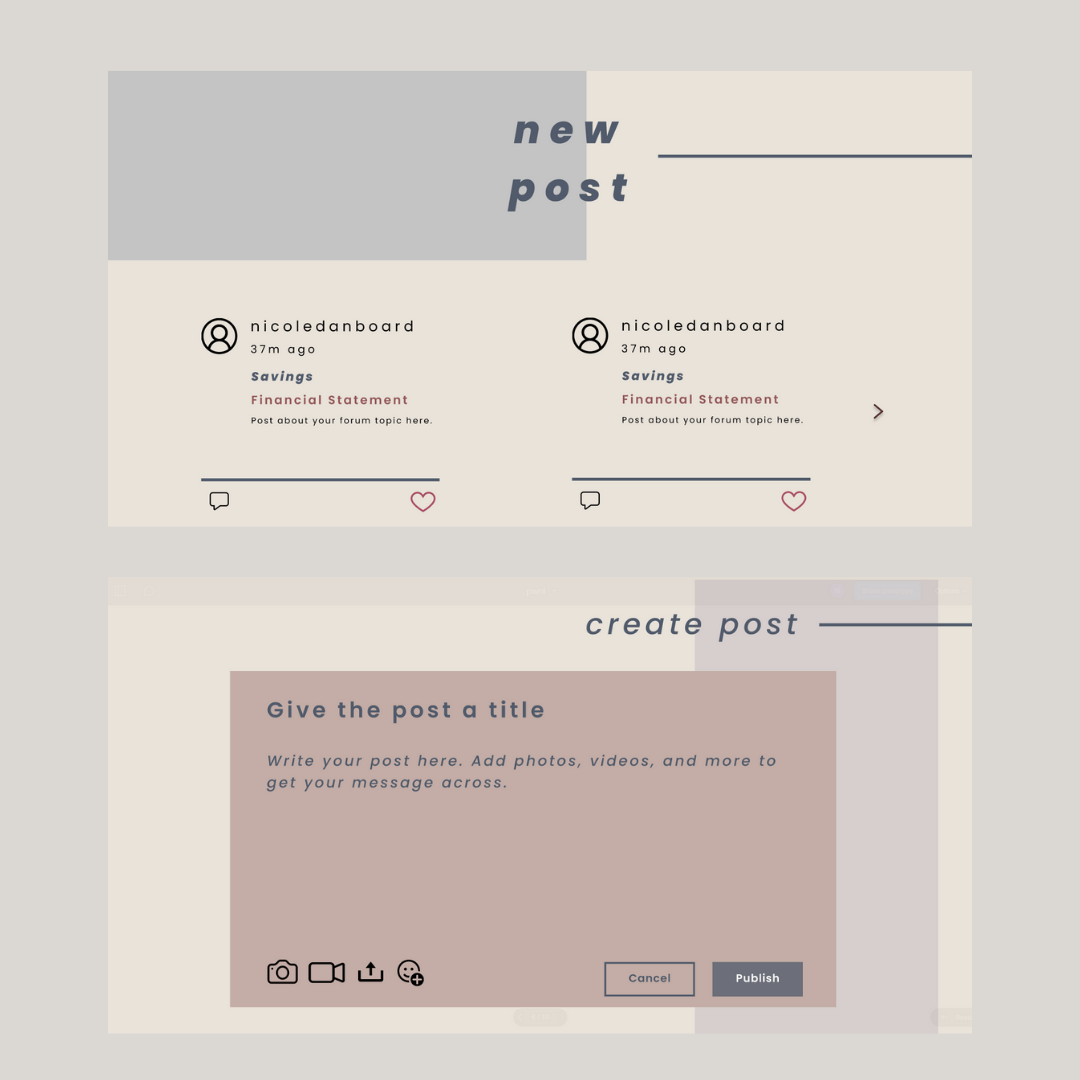 new
post
nicoledanboard
37m ago
Savings
Financial Statement
Post about your forum topic here.
nicoledanboard
37m ago
Savings
Financial Statement
Post about your forum topic here.
create post
Give the post a title
Write your post here. Add photos, videos, and more to
get your message across.
Cancel
Publish